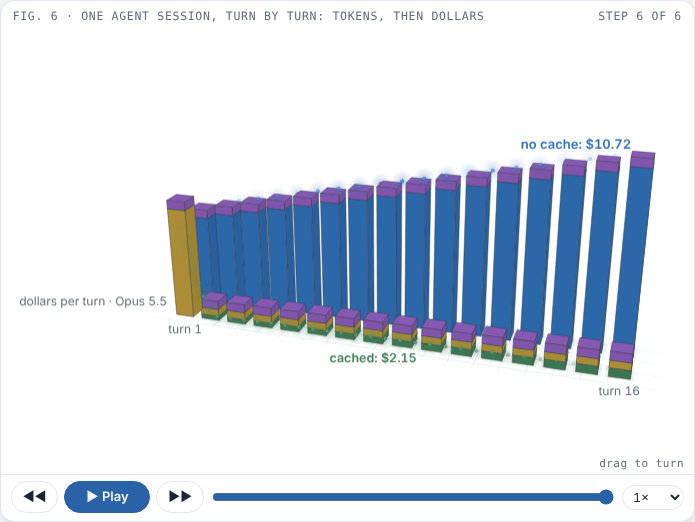 FIG. 6 · ONE AGENT SESSION, TURN BY TURN: TOKENS, THEN DOLLARS
STEP 6 OF 6
no cache: $10.72
dollars per turn · Opus 5.5
turn 1
cached: $2.15
turn 16
drag to turn
Play
1×